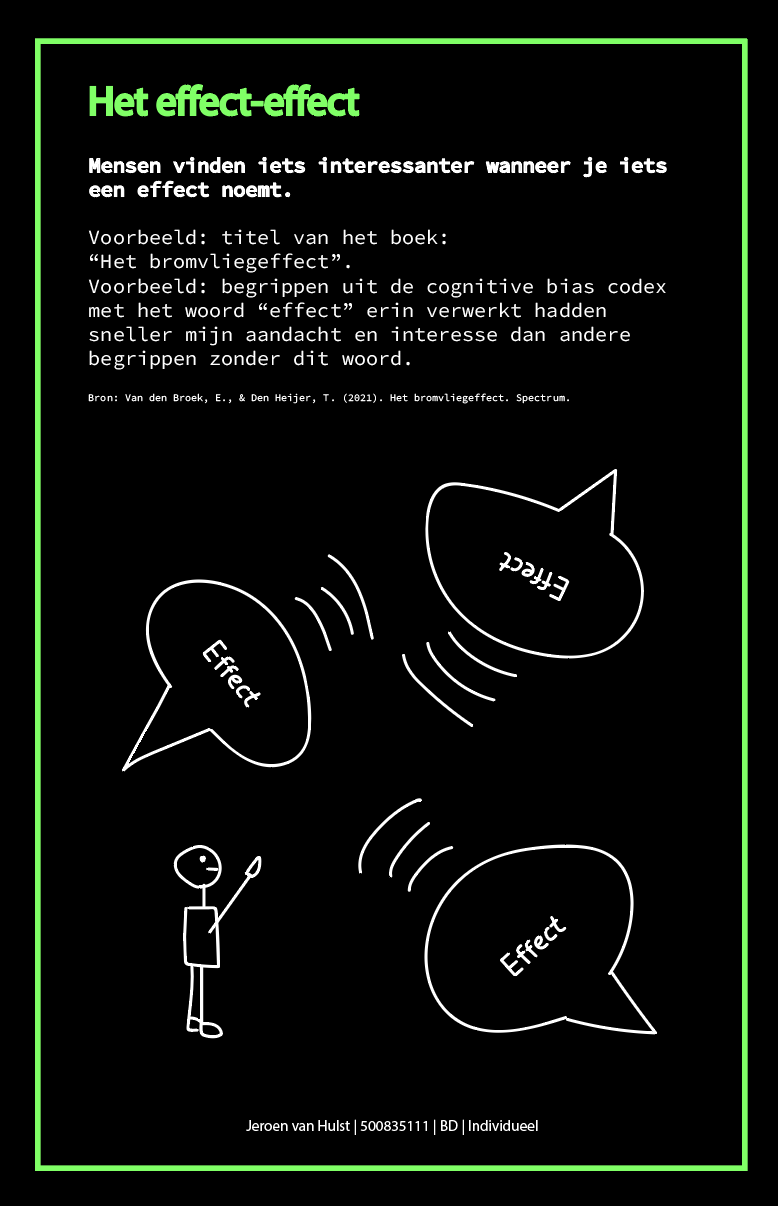 Het effect-effect
Mensen vinden iets interessanter wanneer je iets
een effect noemt.
Voorbeeld: titel van het boek:
“Het bromvliegeffect”.
Voorbeeld: begrippen uit de cognitive bias codex
met het woord “effect” erin verwerkt hadden
sneller mijn aandacht en interesse dan andere
begrippen zonder dit woord.
Bron: Van den Broek, E., & Den Heijer, T. (2021). Het bromvliegeffect. Spectrum.
Effect
Effect
Effect
Jeroen van Hulst | 500835111 | BD | Individueel